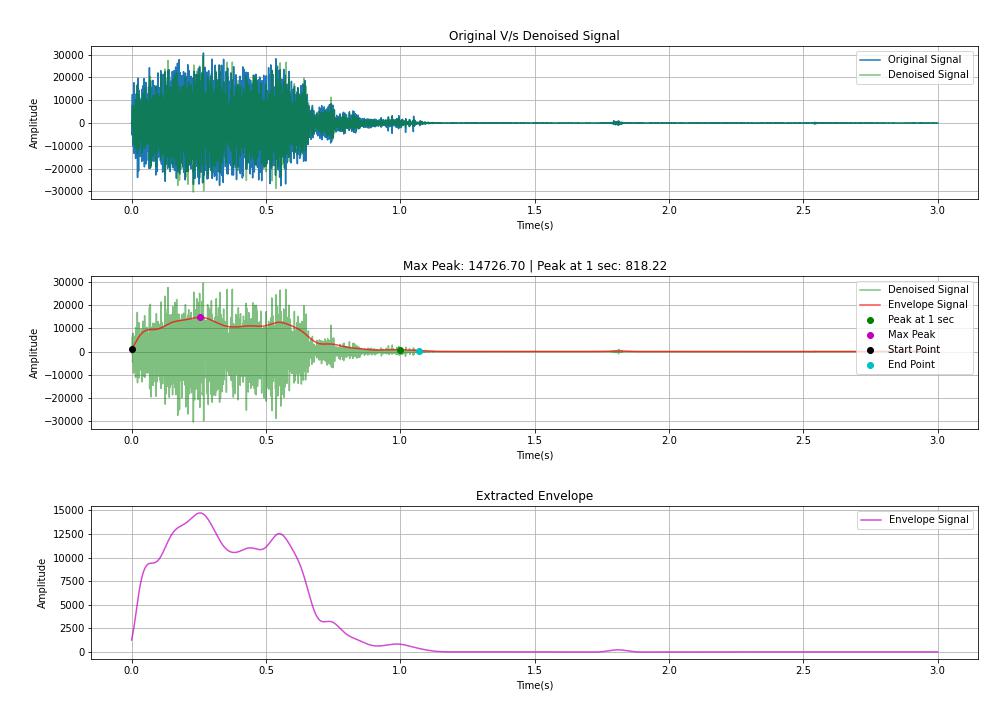 Original V/s Denoised Signal
30000
20000
10000
0
−10000
−20000
−30000
Amplitude
Original Signal
Denoised Signal
0.0 0.5 1.0 1.5 2.0 2.5 3.0
Time(s)
Max Peak: 14726.70 | Peak at 1 sec: 818.22
30000
20000
10000
0
−10000
−20000
−30000
Amplitude
Denoised Signal
Envelope Signal
Peak at 1 sec
Max Peak
Start Point
End Point
0.0 0.5 1.0 1.5 2.0 2.5 3.0
Time(s)
Extracted Envelope
15000
12500
10000
7500
5000
2500
0
Amplitude
Envelope Signal
0.0 0.5 1.0 1.5 2.0 2.5 3.0
Time(s)